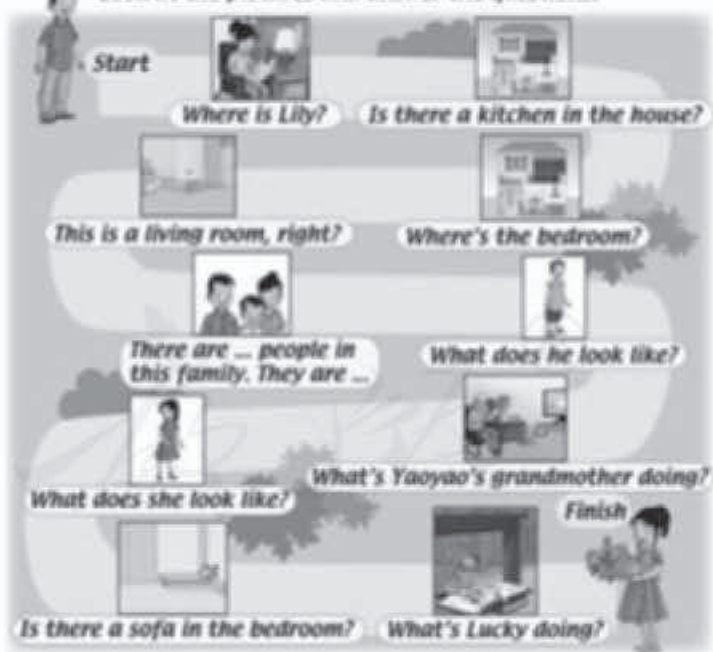 Start
Where is Lily?
Is there a kitchen in the house?
This is a living room, right?
Where's the bedroom?
There are ... people in
this family. They are ...
What does he look like?
What does she look like?
What's Yaoyao's grandmother doing?
Finish
Is there a sofa in the bedroom?
What's Lucky doing?